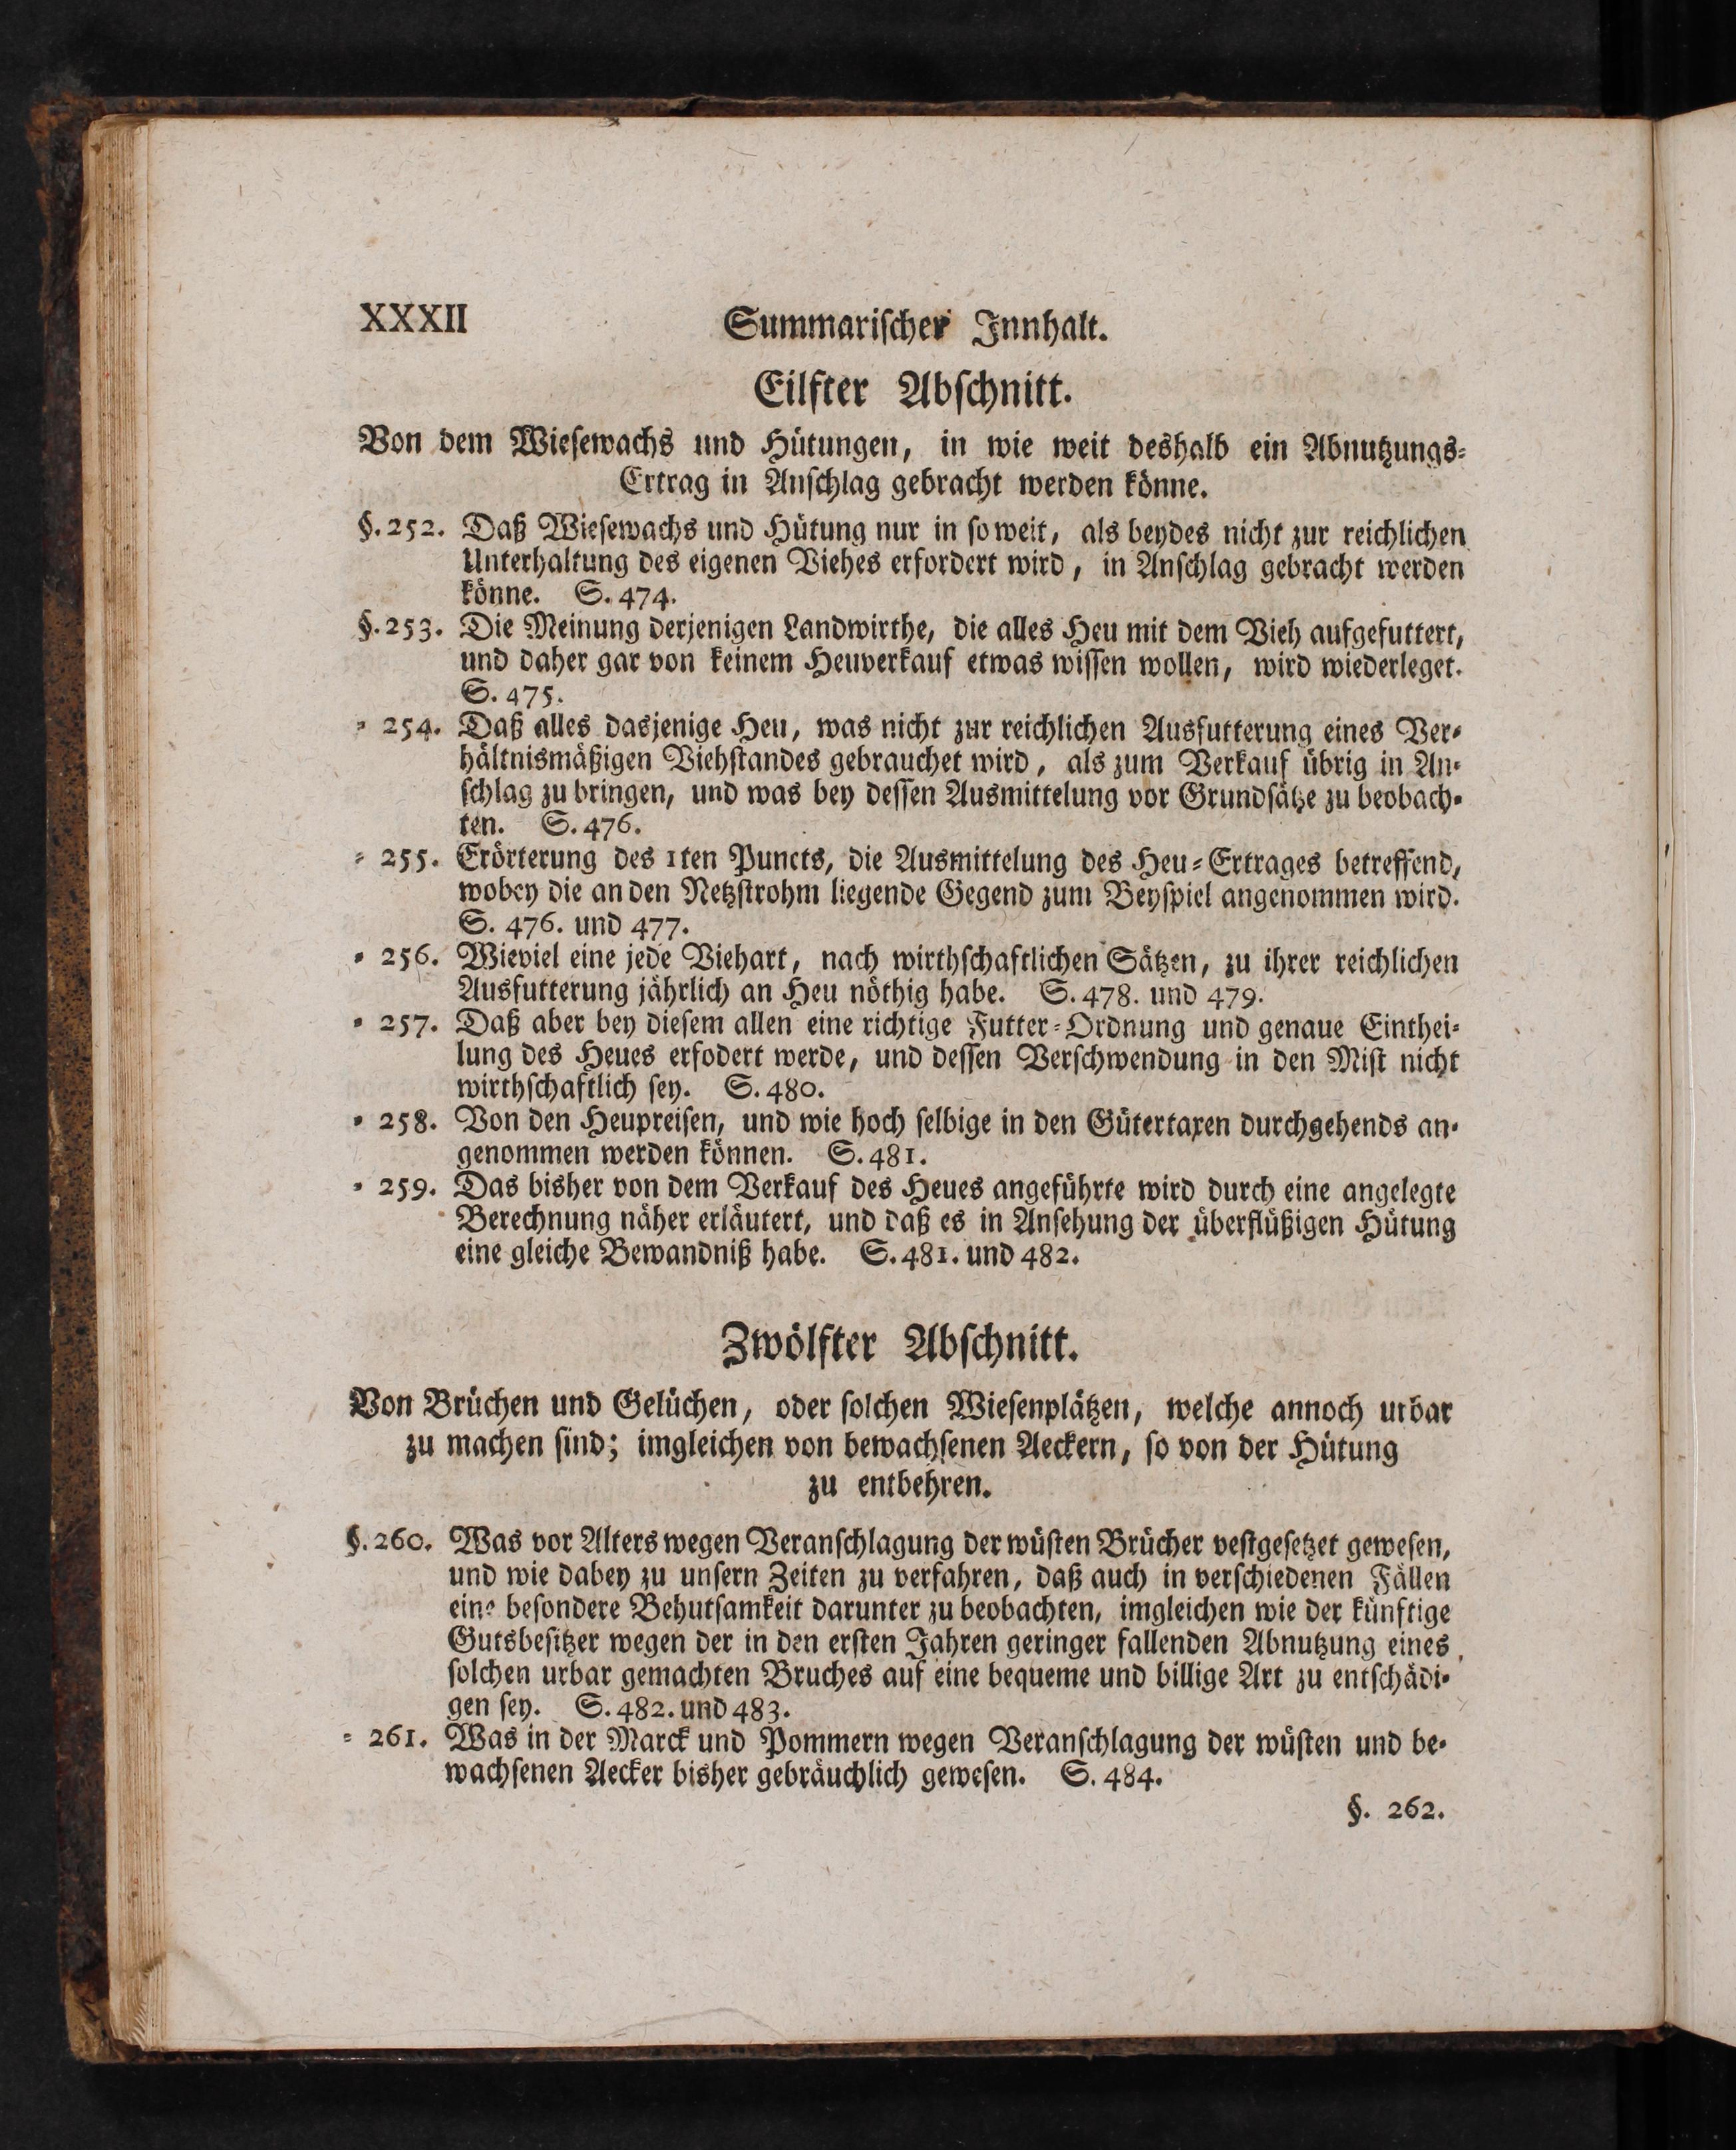 XXXII Summarischer Innhalt.
Eilfter Abschnitt.
Von dem Wiesewachs und Hütungen, in wie weit deshalb ein Abnutzungs-
Ertrag in Anschlag gebracht werden könne.
§. 252. Daß Wiesewachs und Hütung nur in soweit, als beydes nicht zur reichlichen
Unterhaltung des eigenen Viehes erfordert wird, in Anschlag gebracht werden
könne. S. 474.
§. 253. Die Meinung derjenigen Landwirthe, die alles Heu mit dem Vieh aufgefuttert,
und daher gar von keinem Heuverkauf etwas wissen wollen, wird wiederleget.
S. 475.
= 254. Daß alles dasjenige Heu, was nicht zur reichlichen Ausfutterung eines Ver-
hältnismäßigen Viehstandes gebrauchet wird, als zum Verkauf übrig in An-
schlag zu bringen, und was bey dessen Ausmittelung vor Grundsätze zu beobach-
ten. S. 476.
= 255. Erörterung des 1ten Puncts, die Ausmittelung des Heu-Ertrages betreffend,
wobey die an den Netzstrohm liegende Gegend zum Beyspiel angenommen wird.
S. 476. und 477.
= 256. Wieviel eine jede Viehart, nach wirthschaftlichen Sätzen, zu ihrer reichlichen
Ausfutterung jährlich an Heu nöthig habe. S. 478. und 479.
= 257. Daß aber bey diesem allen eine richtige Futter-Ordnung und genaue Einthei-
lung des Heues erfodert werde, und dessen Verschwendung in den Mist nicht
wirthschaftlich sey. S. 480.
= 258. Von den Heupreisen, und wie hoch selbige in den Gütertaxen durchgehends an-
genommen werden können. S. 481.
= 259. Das bisher von dem Verkauf des Heues angeführte wird durch eine angelegte
Berechnung näher erläutert, und daß es in Ansehung der überflüßigen Hütung
eine gleiche Bewandniß habe. S. 481. und 482.
Zwölfter Abschnitt.
Von Brüchen und Gelüchen, oder solchen Wiesenplätzen, welche annoch urbar
zu machen sind; imgleichen von bewachsenen Aeckern, so von der Hütung
zu entbehren.
§. 260. Was vor Alters wegen Veranschlagung der wüsten Brücher vestgesetzet gewesen,
und wie dabey zu unsern Zeiten zu verfahren, daß auch in verschiedenen Fällen
eine besondere Behutsamkeit darunter zu beobachten, imgleichen wie der künftige
Gutsbesitzer wegen der in den ersten Jahren geringer fallenden Abnutzung eines
solchen urbar gemachten Bruches auf eine bequeme und billige Art zu entschädi-
gen sey. S. 482. und 483.
= 261. Was in der Marck und Pommern wegen Veranschlagung der wüsten und be-
wachsenen Aecker bisher gebräuchlich gewesen. S. 484.
§. 262.